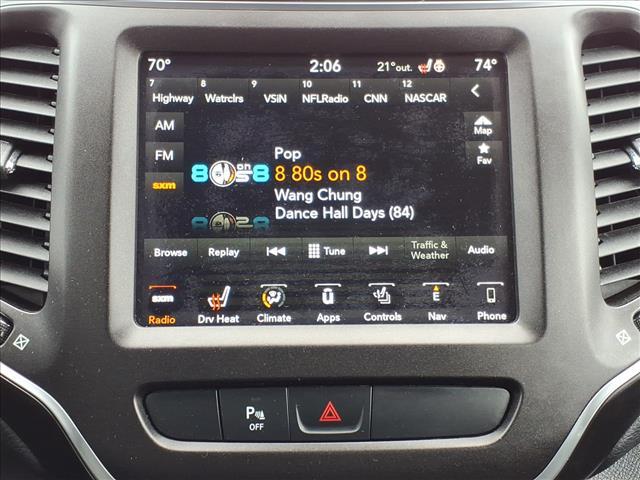 70° 2:06 21°out. 74°
7 8 9 10 11 12
Highway Watrclrs VSiN NFLRadio CNN NASCAR
AM
Map
FM
Pop
8 80s on 8
Fav
sxm
Wang Chung
Dance Hall Days (84)
Browse Replay Tune Traffic & Weather Audio
sxm
E
Radio Drv Heat Climate Apps Controls Nav Phone
P
OFF